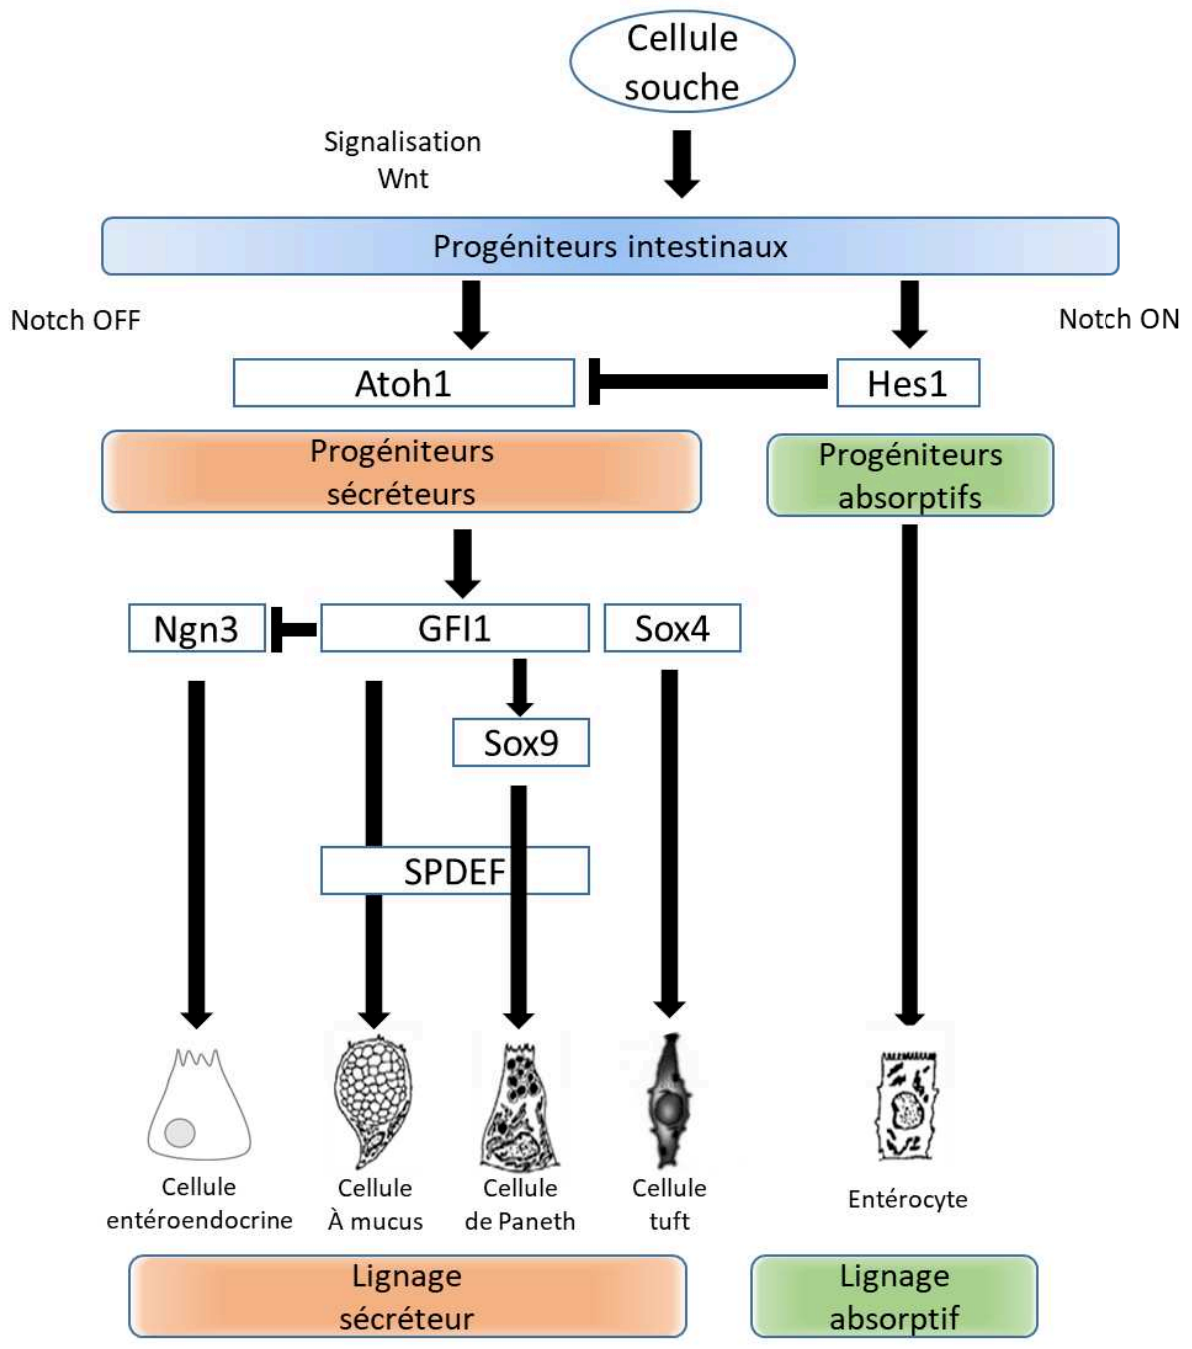 Cellule
souche
Signalisation
Wnt
Progéniteurs intestinaux
Notch OFF
Notch ON
Atoh1
Hes1
Progéniteurs
sécréteurs
Progéniteurs
absorptifs
Ngn3
GFI1
Sox4
Sox9
SPDEF
Cellule
entéroendocrine
Cellule
À mucus
Cellule
de Paneth
Cellule
tuft
Entérocyte
Lignage
sécréteur
Lignage
absorptif